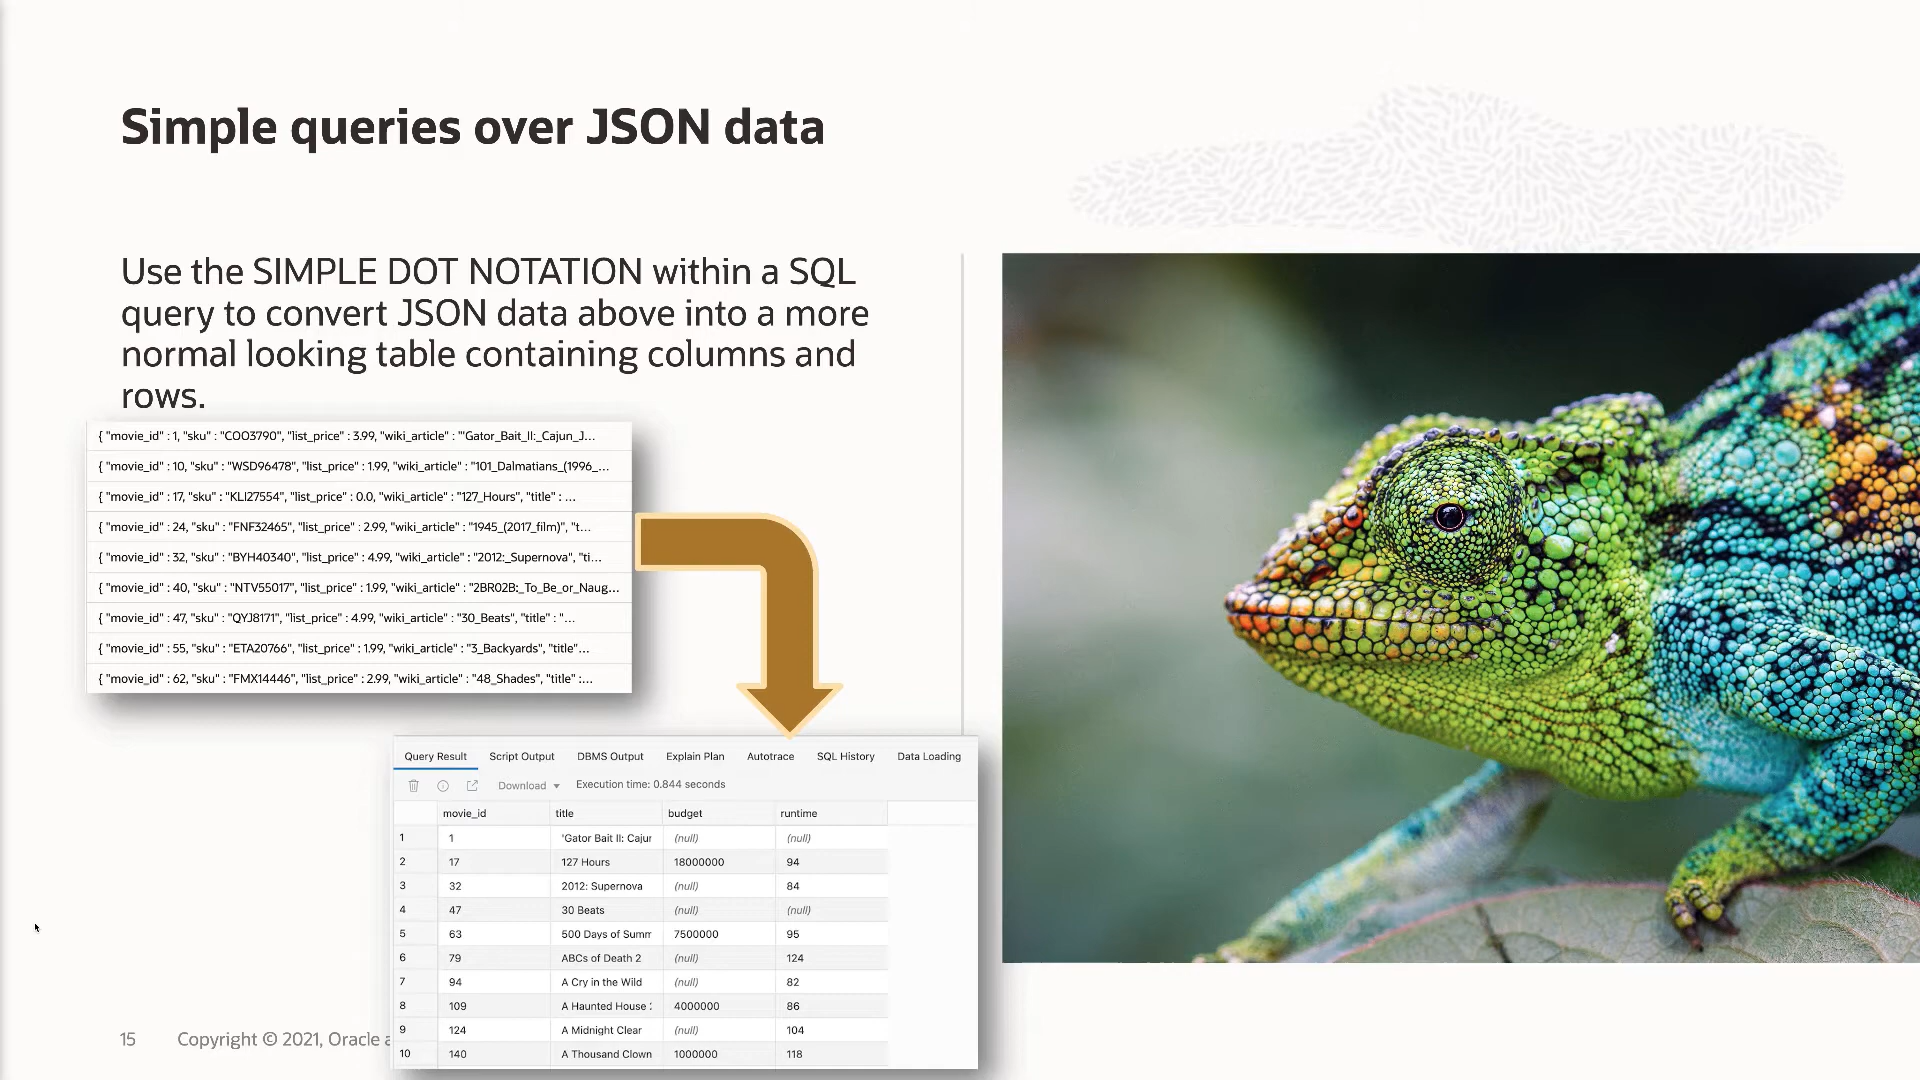 Simple queries over JSON data
Use the SIMPLE DOT NOTATION within a SQL
query to convert JSON data above into a more
normal looking table containing columns and
rows.
{ "movie_id" : 1, "sku" : "COO3790", "list_price" : 3.99, "wiki_article" : "'Gator_Bait_II:_Cajun_J...
{ "movie_id" : 10, "sku" : "WSD96478", "list_price" : 1.99, "wiki_article" : "101_Dalmatians_(1996_...
{ "movie_id" : 17, "sku" : "KLI27554", "list_price" : 0.0, "wiki_article" : "127_Hours", "title" : ...
{ "movie_id" : 24, "sku" : "FNF32465", "list_price" : 2.99, "wiki_article" : "1945_(2017_film)", "t...
{ "movie_id" : 32, "sku" : "BYH40340", "list_price" : 4.99, "wiki_article" : "2012:_Supernova", "ti...
{ "movie_id" : 40, "sku" : "NTV55017", "list_price" : 1.99, "wiki_article" : "2BR02B:_To_Be_or_Naug...
{ "movie_id" : 47, "sku" : "QYJ8171", "list_price" : 4.99, "wiki_article" : "30_Beats", "title" : "...
{ "movie_id" : 55, "sku" : "ETA20766", "list_price" : 1.99, "wiki_article" : "3_Backyards", "title"...
{ "movie_id" : 62, "sku" : "FMX14446", "list_price" : 2.99, "wiki_article" : "48_Shades", "title" :...
Query Result Script Output DBMS Output Explain Plan Autotrace SQL History Data Loading
Download Execution time: 0.844 seconds
movie_id title budget runtime
1 1 'Gator Bait II: Cajur (null) (null)
2 17 127 Hours 18000000 94
3 32 2012: Supernova (null) 84
4 47 30 Beats (null) (null)
5 63 500 Days of Summ 7500000 95
6 79 ABCs of Death 2 (null) 124
7 94 A Cry in the Wild (null) 82
8 109 A Haunted House : 4000000 86
9 124 A Midnight Clear (null) 104
10 140 A Thousand Clown 1000000 118
15 Copyright © 2021, Oracle a